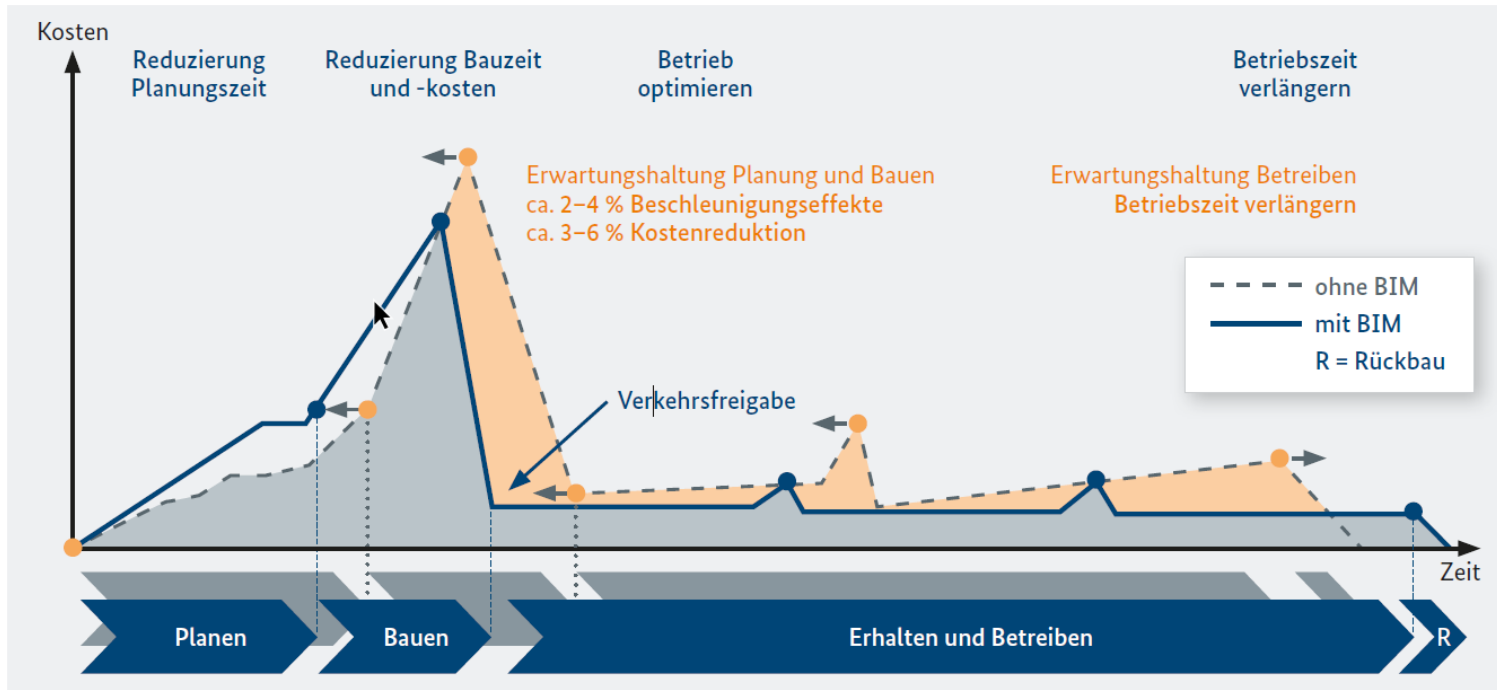 Kosten
Reduzierung
Planungszeit
Reduzierung Bauzeit
und -kosten
Betrieb
optimieren
Betriebszeit
verlängern
Erwartungshaltung Planung und Bauen
ca. 2–4 % Beschleunigungseffekte
ca. 3–6 % Kostenreduktion
Erwartungshaltung Betreiben
Betriebszeit verlängern
ohne BIM
mit BIM
R = Rückbau
Verkehrsfreigabe
Zeit
Planen
Bauen
Erhalten und Betreiben
R